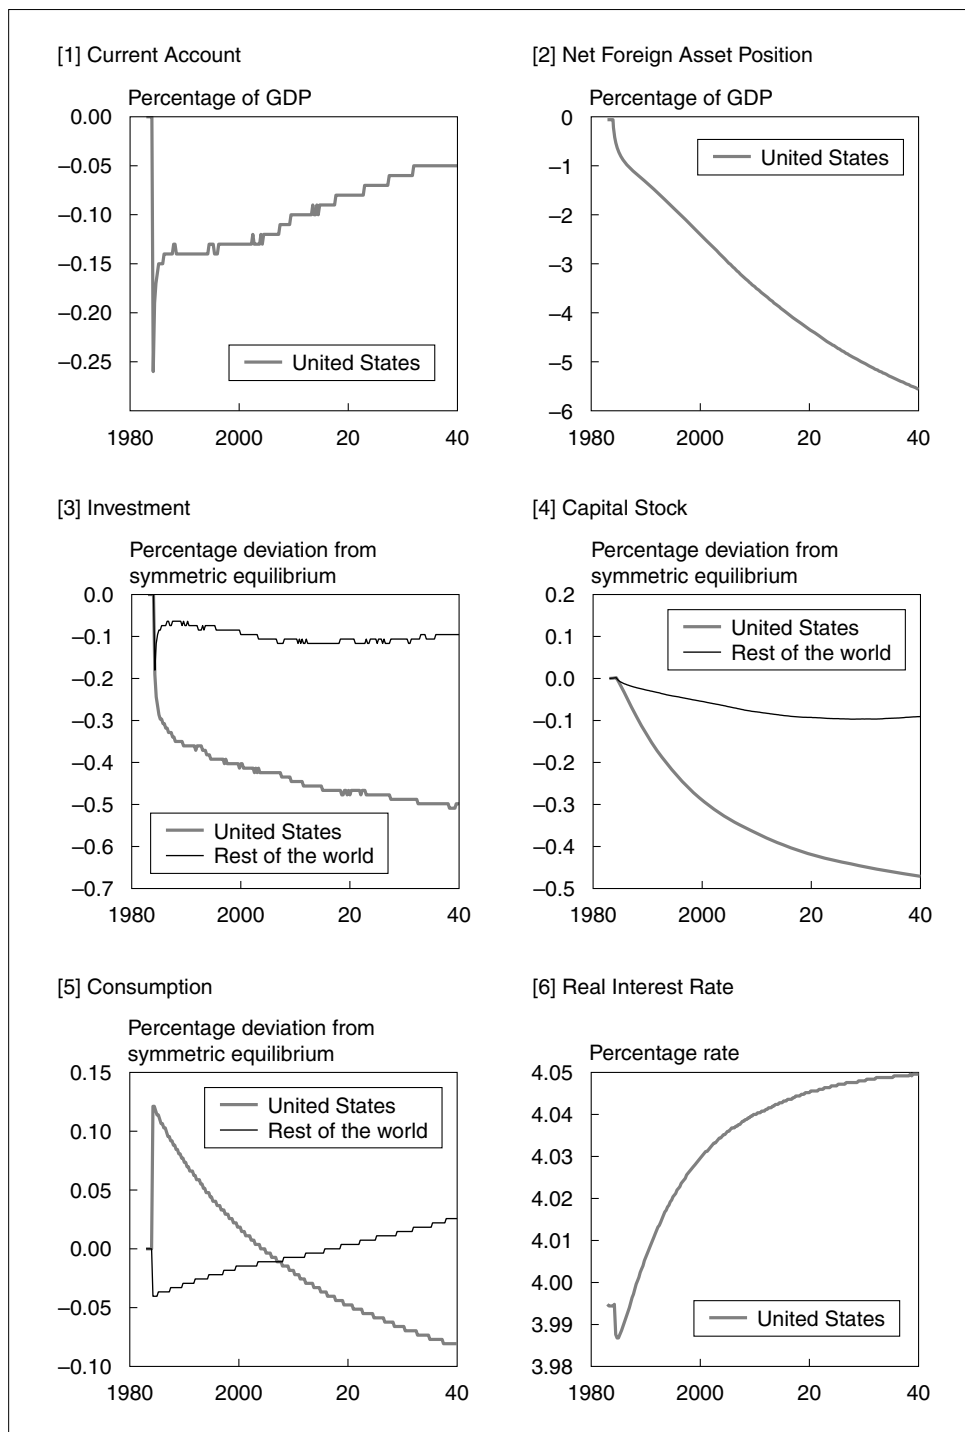 [1] Current Account
Percentage of GDP
0.00
–0.05
–0.10
–0.15
–0.20
–0.25
United States
1980 2000 20 40
[2] Net Foreign Asset Position
Percentage of GDP
0
–1
–2
–3
–4
–5
–6
United States
1980 2000 20 40
[3] Investment
Percentage deviation from
symmetric equilibrium
0.0
–0.1
–0.2
–0.3
–0.4
–0.5
–0.6
–0.7
United States
Rest of the world
1980 2000 20 40
[4] Capital Stock
Percentage deviation from
symmetric equilibrium
0.2
0.1
0.0
–0.1
–0.2
–0.3
–0.4
–0.5
United States
Rest of the world
1980 2000 20 40
[5] Consumption
Percentage deviation from
symmetric equilibrium
0.15
0.10
0.05
0.00
–0.05
–0.10
United States
Rest of the world
1980 2000 20 40
[6] Real Interest Rate
Percentage rate
4.05
4.04
4.03
4.02
4.01
4.00
3.99
3.98
United States
1980 2000 20 40